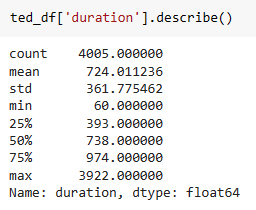 ted_df['duration'].describe()
count    4005.000000
mean      724.011236
std       361.775462
min        60.000000
25%       393.000000
50%       738.000000
75%       974.000000
max      3922.000000
Name: duration, dtype: float64